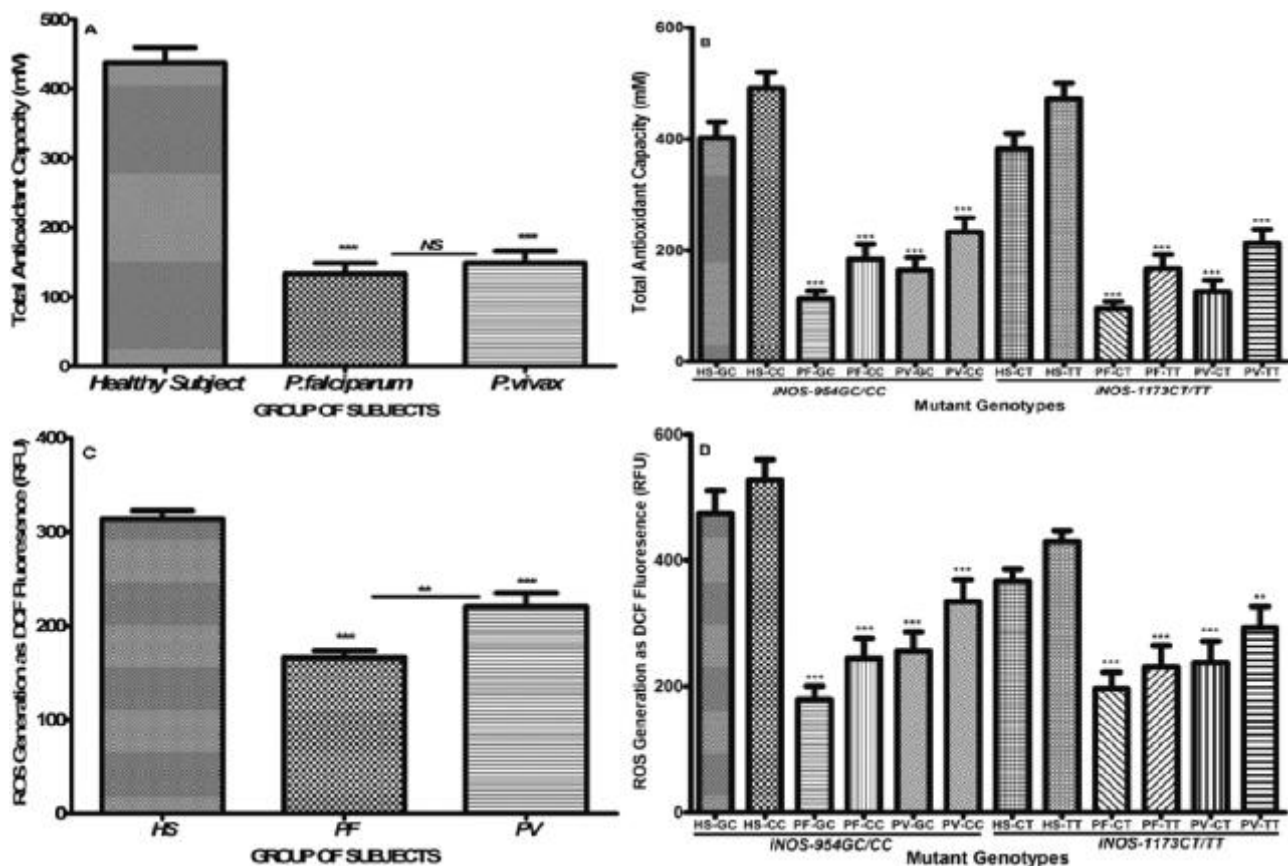 A
Total Antioxidant Capacity (mM)
500
400
300
200
100
0
***
NS
***
Healthy Subject P.falciparum P.vivax
GROUP OF SUBJECTS
B
Total Antioxidant Capacity (mM)
600
400
200
0
*** *** *** *** *** *** *** ***
HS-GC HS-CC PF-GC PF-CC PV-GC PV-CC HS-CT HS-TT PF-CT PF-TT PV-CT PV-TT
iNOS-954GC/CC iNOS-1173CT/TT
Mutant Genotypes
C
ROS Generation as DCF Fluoresence (RFU)
400
300
200
100
0
***
**
***
HS PF PV
GROUP OF SUBJECTS
D
ROS Generation as DCF Fluoresence (RFU)
600
400
200
0
*** *** *** *** *** *** *** **
HS-GC HS-CC PF-GC PF-CC PV-GC PV-CC HS-CT HS-TT PF-CT PF-TT PV-CT PV-TT
iNOS-954GC/CC iNOS-1173CT/TT
Mutant Genotypes